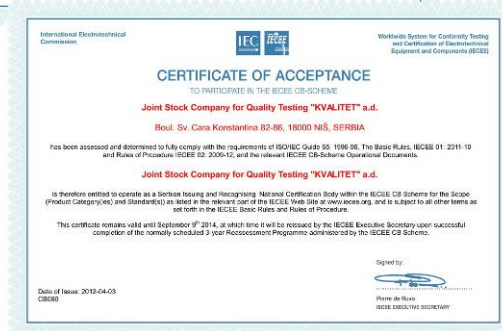 International Electrotechnical
Commission
IEC IECEE
Worldwide System for Conformity Testing
and Certification of Electrotechnical
Equipment and Components (IECEE)
CERTIFICATE OF ACCEPTANCE
TO PARTICIPATE IN THE IECEE CB-SCHEME
Joint Stock Company for Quality Testing "KVALITET" a.d.
Boul. Sv. Cara Konstantina 82-86, 18000 NIŠ, SERBIA
has been assessed and determined to fully comply with the requirements of ISO/IEC Guide 65: 1996 06, The Basic Rules, IECEE 01: 2011-10
and Rules of Procedure IECEE 02: 2009-12, and the relevant IECEE CB-Scheme Operational Documents.
Joint Stock Company for Quality Testing "KVALITET" a.d.
is therefore entitled to operate as a Serbian Issuing and Recognising National Certification Body within the IECEE CB Scheme for the Scope
(Product Category(ies) and Standard(s)) as listed in the relevant part of the IECEE Web Site at www.iecee.org, and is subject to all other terms as
set forth in the IECEE Basic Rules and Rules of Procedure.
This certificate remains valid until September 9th 2014, at which time it will be reissued by the IECEE Executive Secretary upon successful
completion of the normally scheduled 3-year Reassessment Programme administered by the IECEE CB Scheme.
Signed by:
Date of Issue: 2012-04-03
CB060
Pierre de Ruvo
IECEE EXECUTIVE SECRETARY